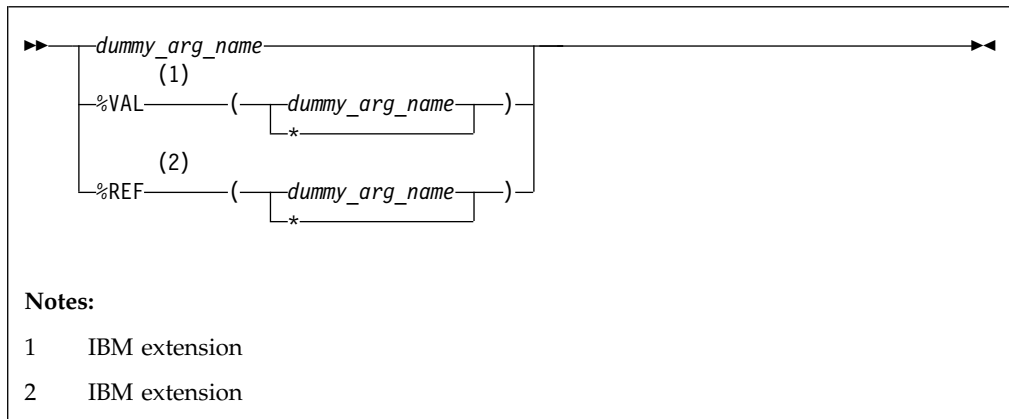 dummy_arg_name
(1)
%VAL ( dummy_arg_name )
*
(2)
%REF ( dummy_arg_name )
*
Notes:
1 IBM extension
2 IBM extension